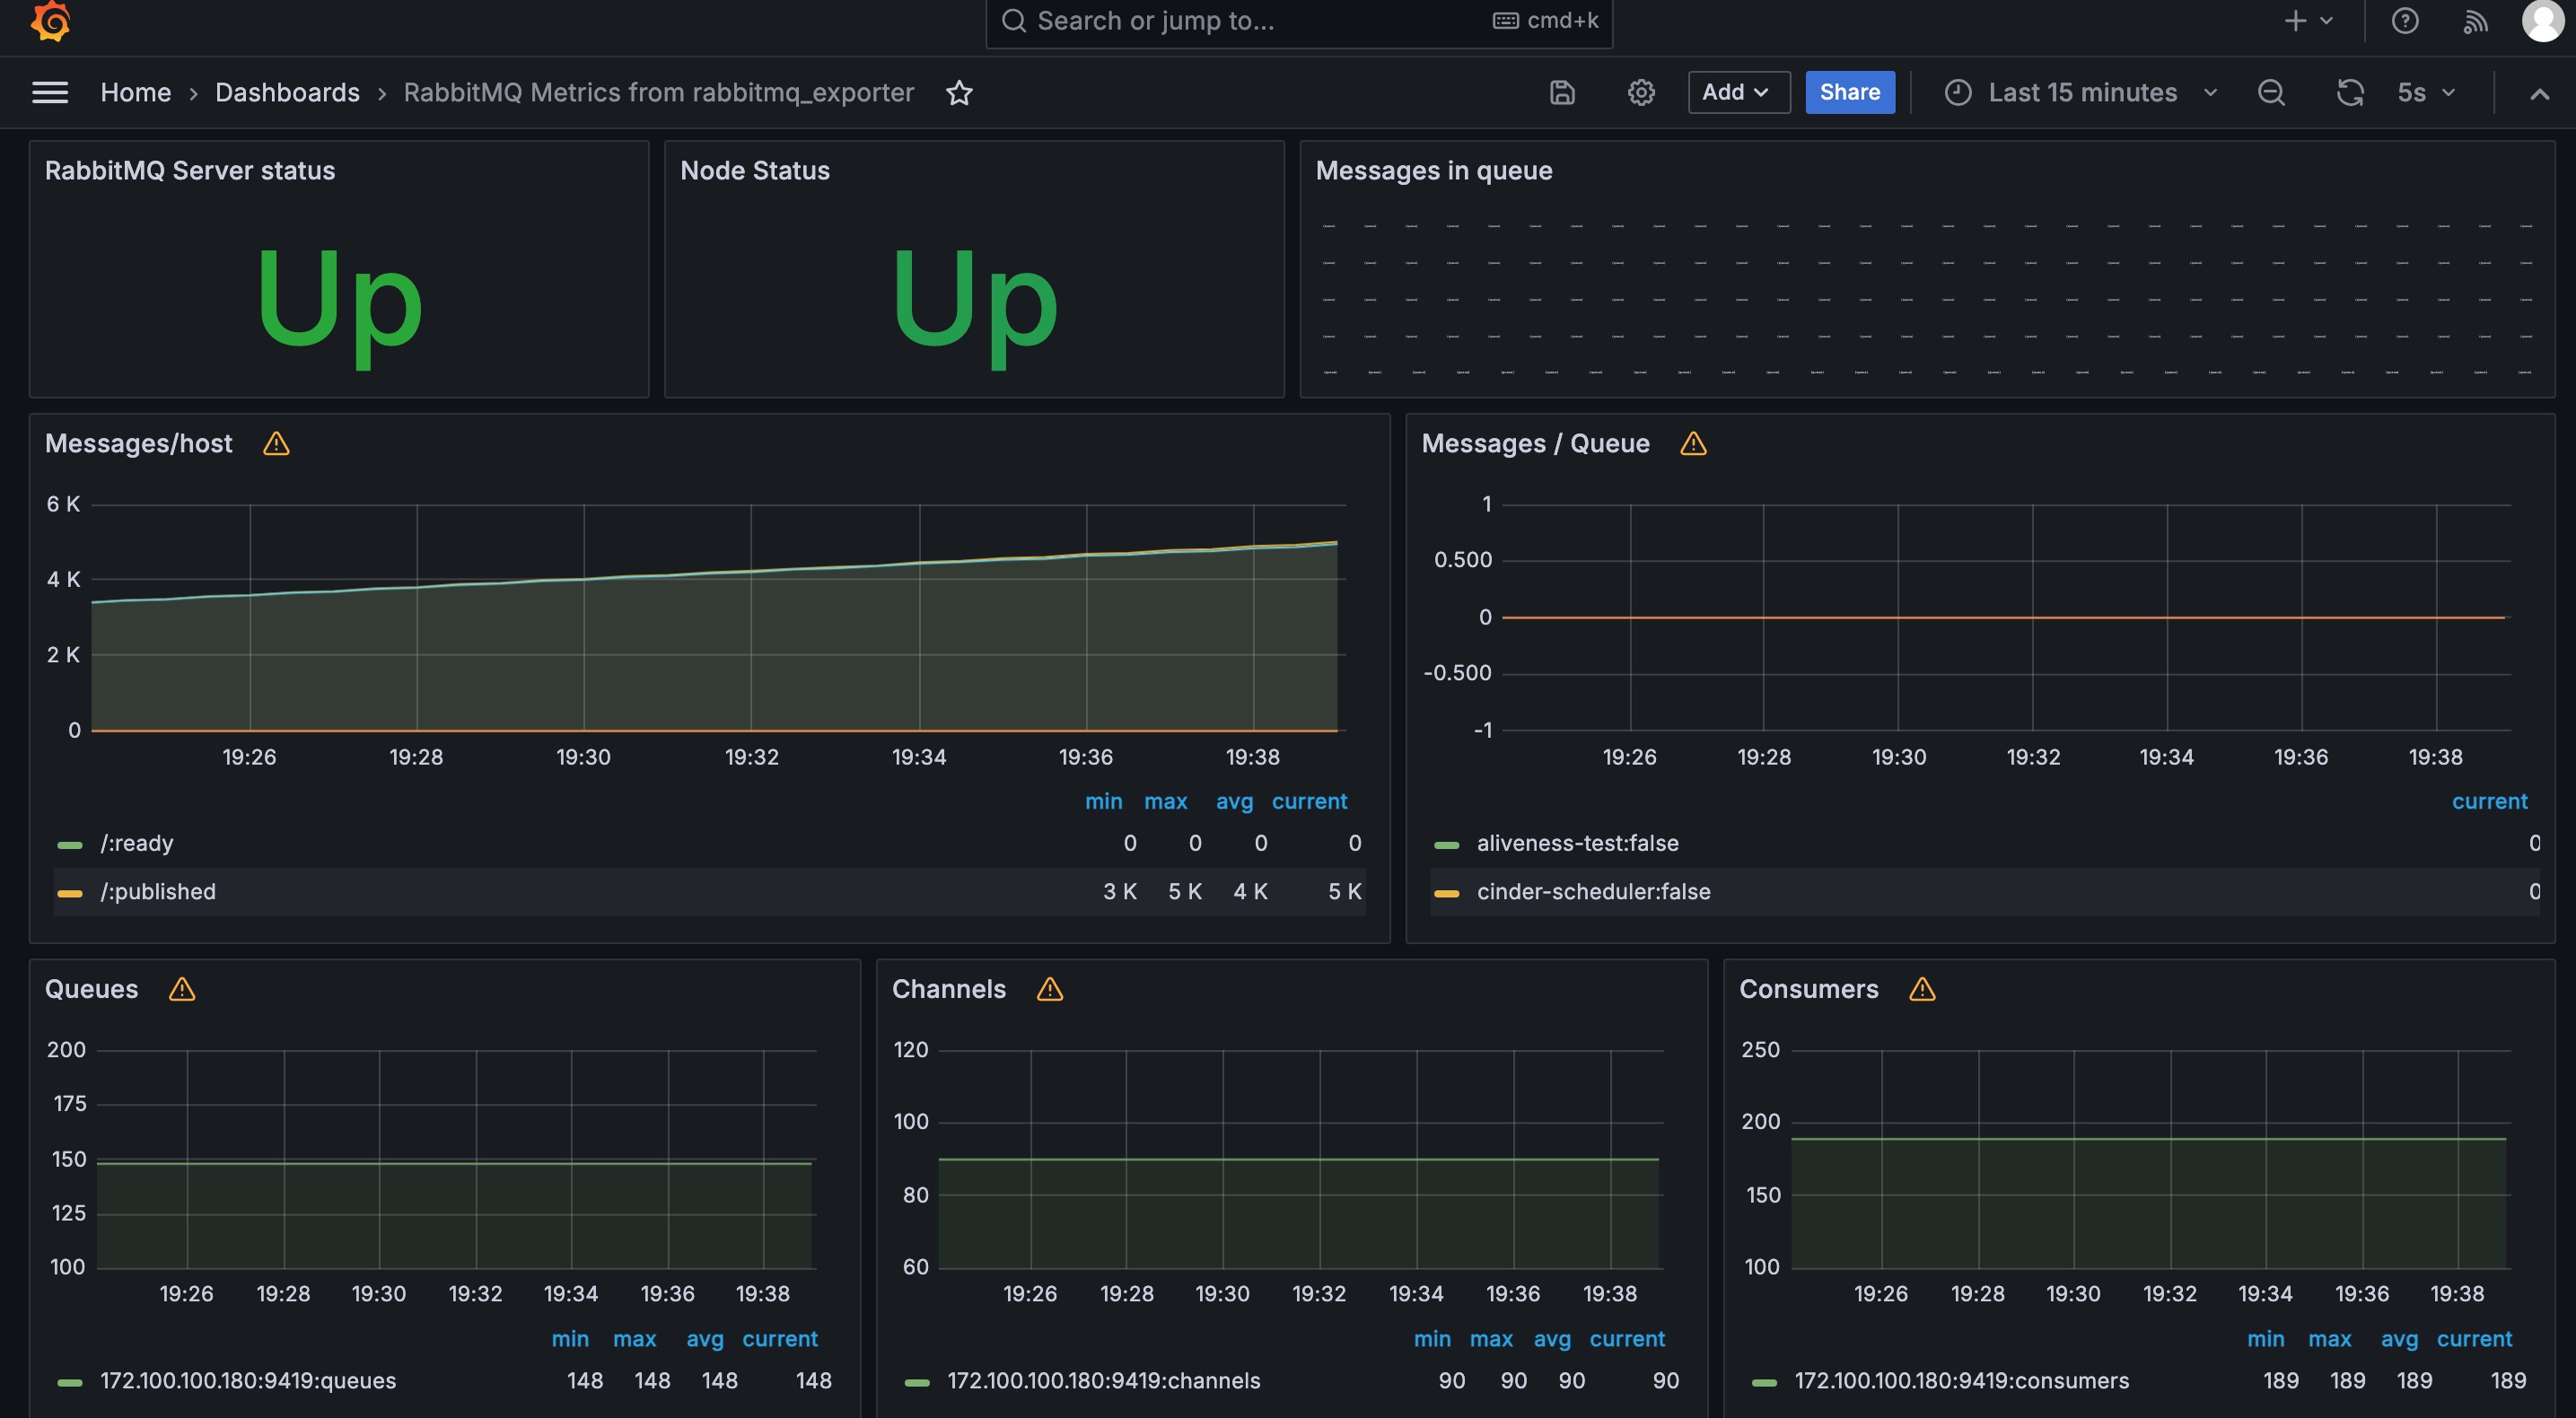 Search or jump to... cmd+k
Home › Dashboards › RabbitMQ Metrics from rabbitmq_exporter Add Share Last 15 minutes 5s
RabbitMQ Server status
Up
Node Status
Up
Messages in queue
Messages/host
6 K
4 K
2 K
0
19:26 19:28 19:30 19:32 19:34 19:36 19:38
min max avg current
/:ready 0 0 0 0
/:published 3 K 5 K 4 K 5 K
Messages / Queue
1
0.500
0
-0.500
-1
19:26 19:28 19:30 19:32 19:34 19:36 19:38
current
aliveness-test:false 0
cinder-scheduler:false 0
Queues
200
175
150
125
100
19:26 19:28 19:30 19:32 19:34 19:36 19:38
min max avg current
172.100.100.180:9419:queues 148 148 148 148
Channels
120
100
80
60
19:26 19:28 19:30 19:32 19:34 19:36 19:38
min max avg current
172.100.100.180:9419:channels 90 90 90 90
Consumers
250
200
150
100
19:26 19:28 19:30 19:32 19:34 19:36 19:38
min max avg current
172.100.100.180:9419:consumers 189 189 189 189